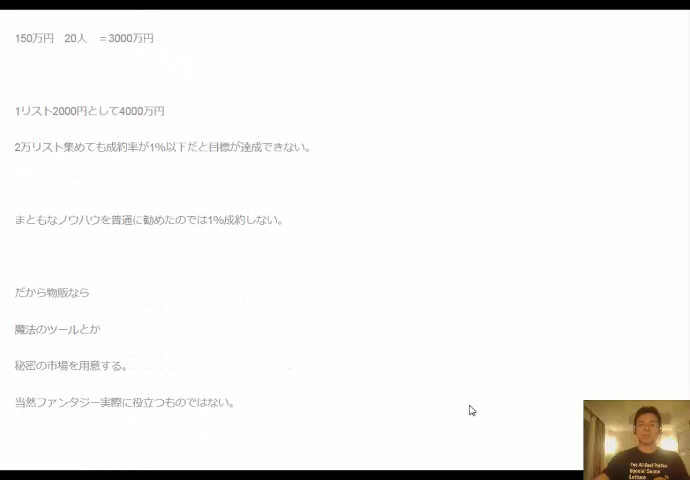 150万円　20人　＝3000万円
1リスト2000円として4000万円
2万リスト集めても成約率が1%以下だと目標が達成できない。
まともなノウハウを普通に勧めたのでは1%成約しない。
だから物販なら
魔法のツールとか
秘密の市場を用意する。
当然ファンタジー実際に役立つものではない。